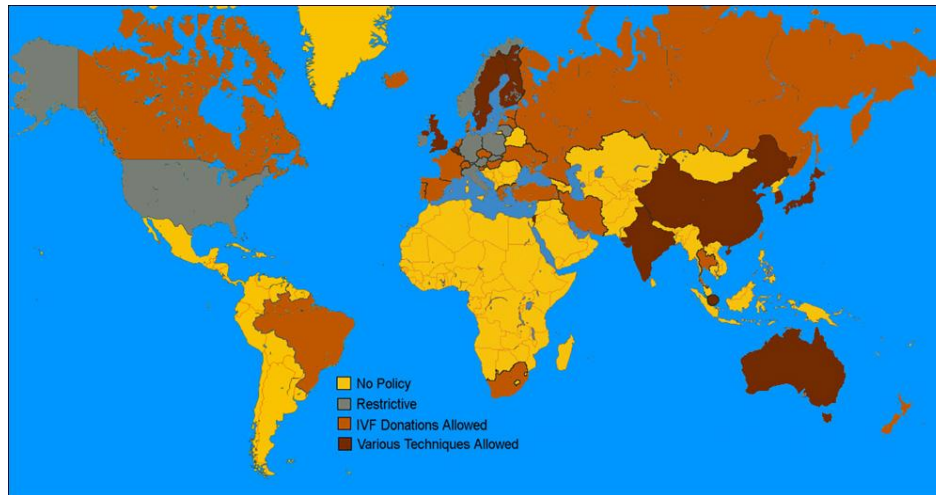 No Policy
Restrictive
IVF Donations Allowed
Various Techniques Allowed